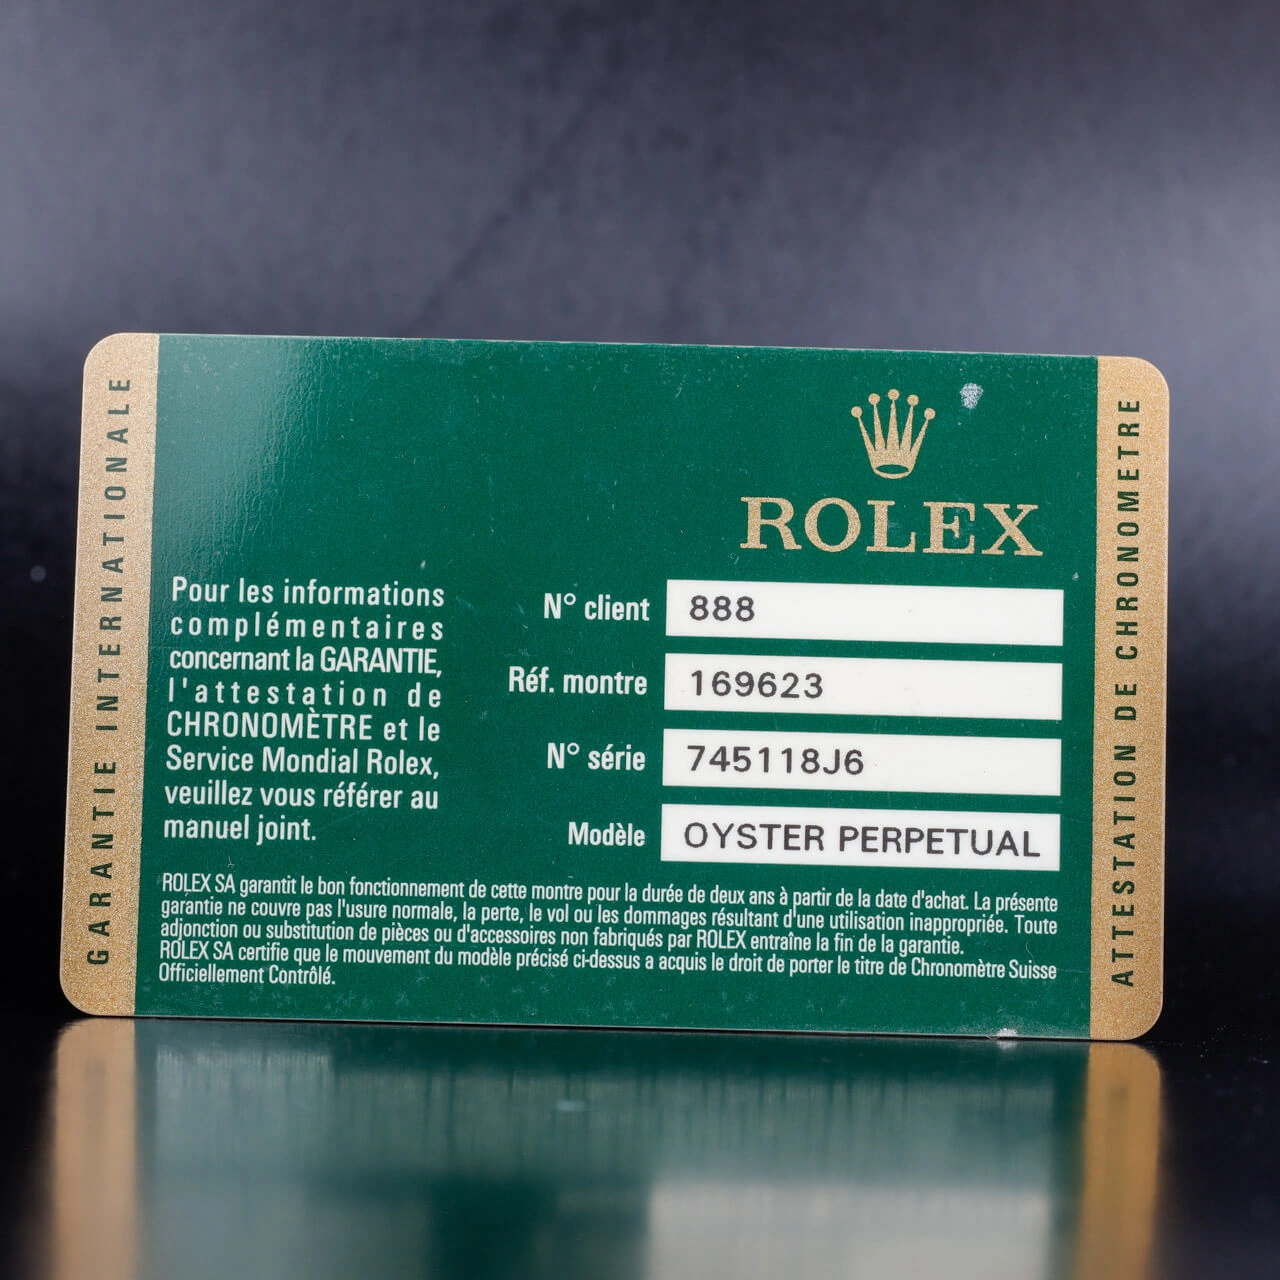 GARANTIE INTERNATIONALE
ROLEX
Pour les informations
complémentaires
concernant la GARANTIE,
l'attestation de
CHRONOMÈTRE et le
Service Mondial Rolex,
veuillez vous référer au
manuel joint.
N° client 888
Réf. montre 169623
N° série 745118J6
Modèle OYSTER PERPETUAL
ROLEX SA garantit le bon fonctionnement de cette montre pour la durée de deux ans à partir de la date d'achat. La présente
garantie ne couvre pas l'usure normale, la perte, le vol ou les dommages résultant d'une utilisation inappropriée. Toute
adjonction ou substitution de pièces ou d'accessoires non fabriqués par ROLEX entraîne la fin de la garantie.
ROLEX SA certifie que le mouvement du modèle précisé ci-dessus a acquis le droit de porter le titre de Chronomètre Suisse
Officiellement Contrôlé.
ATTESTATION DE CHRONOMETRE